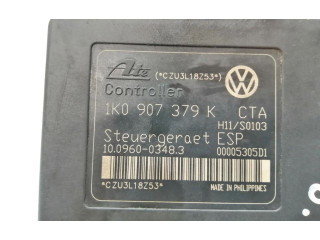 Ate (*CZU3L18Z53*)
Controller
1K0 907 379 K CTA
H11/S0103
Steuergeraet ESP
10.0960-0348.3 00005305D1
*CZU3L18Z53*
MADE IN PHILIPPINES